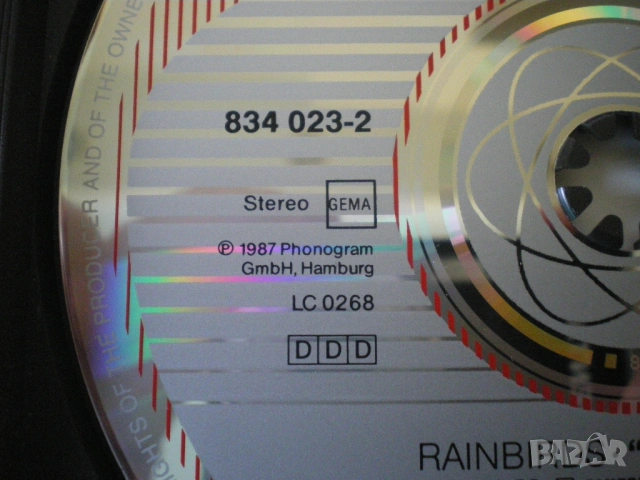 RIGHTS OF THE PRODUCER AND OF THE OWNE
834 023-2
Stereo GEMA
℗ 1987 Phonogram
GmbH, Hamburg
LC 0268
D D D
RAINBIRDS "
BAZAR